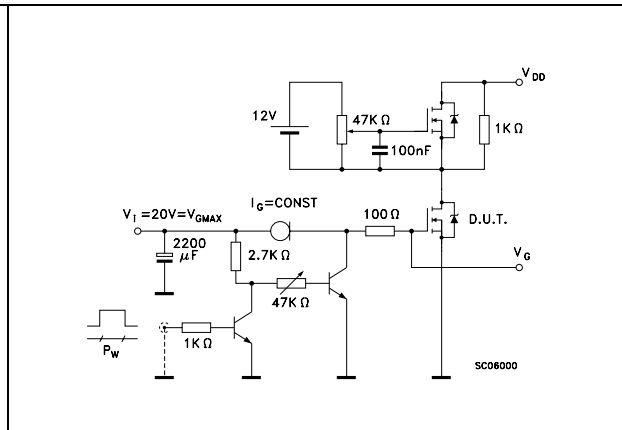 V DD
12V
47K Ω
1K Ω
100nF
I G =CONST
V i =20V=V GMAX
100 Ω
D.U.T.
2200
μF
2.7K Ω
V G
47K Ω
1K Ω
P W
SC06000